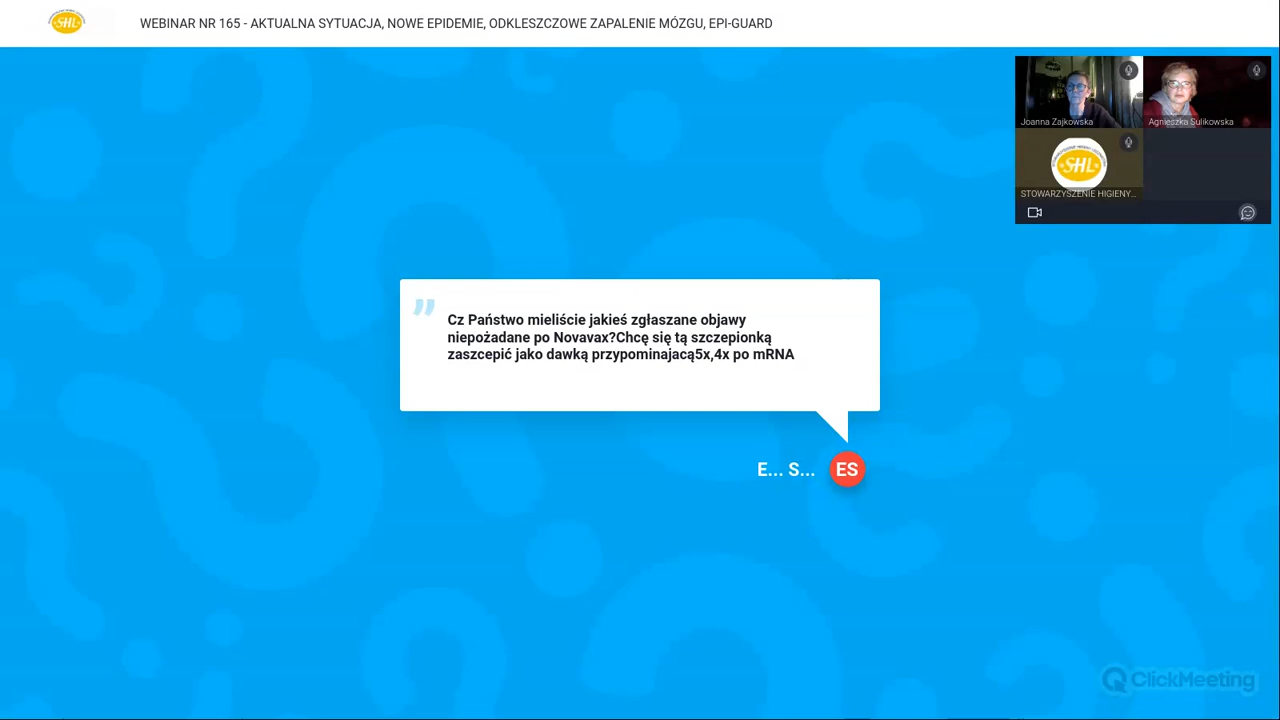 SHL
WEBINAR NR 165 - AKTUALNA SYTUACJA, NOWE EPIDEMIE, ODKLESZCZOWE ZAPALENIE MÓZGU, EPI-GUARD
Joanna Zajkowska
Agnieszka Sulikowska
SHL
STOWARZYSZENIE HIGIENY...
Cz Państwo mieliście jakieś zgłaszane objawy
niepożadane po Novavax?Chcę się tą szczepionką
zaszczepić jako dawką przypominajacą5x,4x po mRNA
E... S...
ES
ClickMeeting